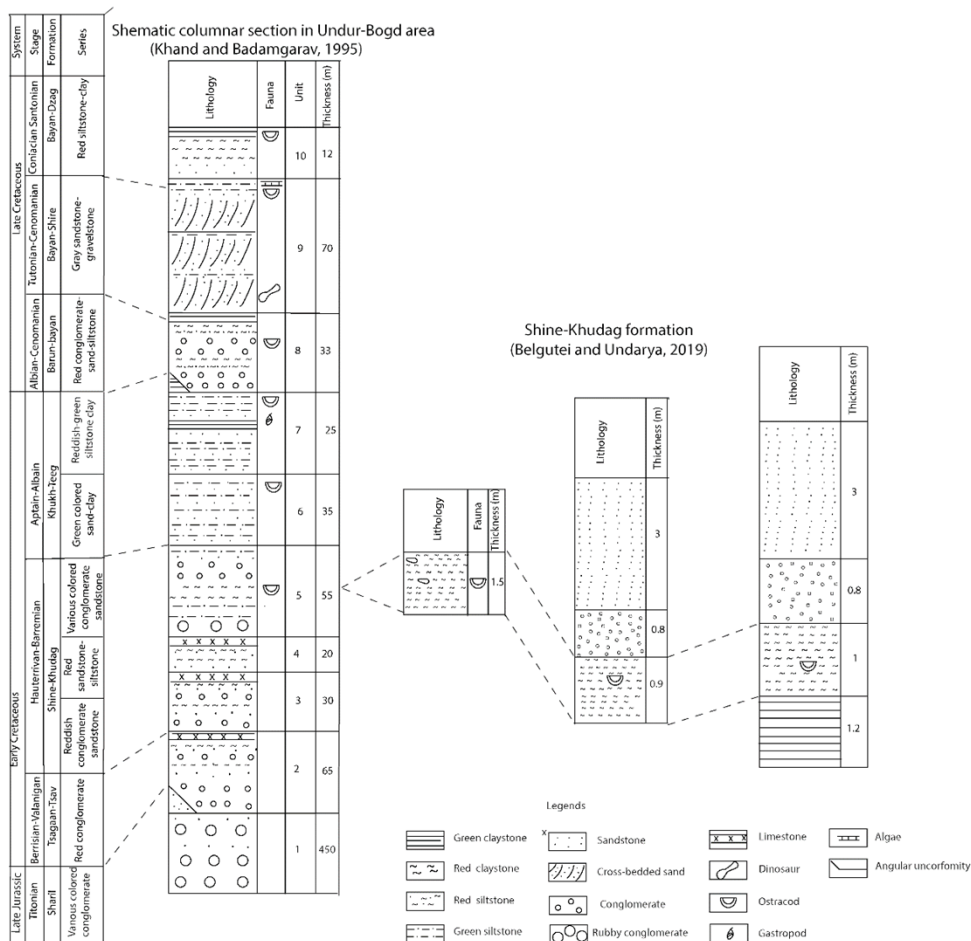 System
Stage
Formation
Series
Late Cretaceous
Coniacian Santonian
Bayan-Dzag
Red siltstone-clay
Tutonian-Cenomanian
Bayan-Shire
Gray sandstone-
gravelstone
Albian-Cenomanian
Barun-bayan
Red conglomerate-
sand-siltstone
Early Cretaceous
Aptain-Albain
Khukh-Teeg
Reddish-green
siltstone clay
Green colored
sand-clay
Hauterrivan-Barremian
Shine-Khudag
Various colored
conglomerate
sandstone
Red
sandstone-
siltstone
Reddish
conglomerate
sandstone
Berrisian-Valanigan
Tsagaan-Tsav
Red conglomerate
Late Jurassic
Titonian
Sharil
Various colored
conglomerate
Shematic columnar section in Undur-Bogd area
(Khand and Badamgarav, 1995)
Lithology
Fauna
Unit
Thickness (m)
10 12
9 70
8 33
7 25
6 35
5 55
4 20
3 30
2 65
1 450
Shine-Khudag formation
(Belgutei and Undarya, 2019)
Lithology
Fauna
Thickness (m)
1.5
Lithology
Thickness (m)
3
0.8
0.9
Lithology
Thickness (m)
3
0.8
1
1.2
Legends
Green claystone
Red claystone
Red siltstone
Green siltstone
x
Sandstone
Cross-bedded sand
Conglomerate
Rubby conglomerate
Limestone
Dinosaur
Ostracod
Gastropod
Algae
Angular uncorfomity